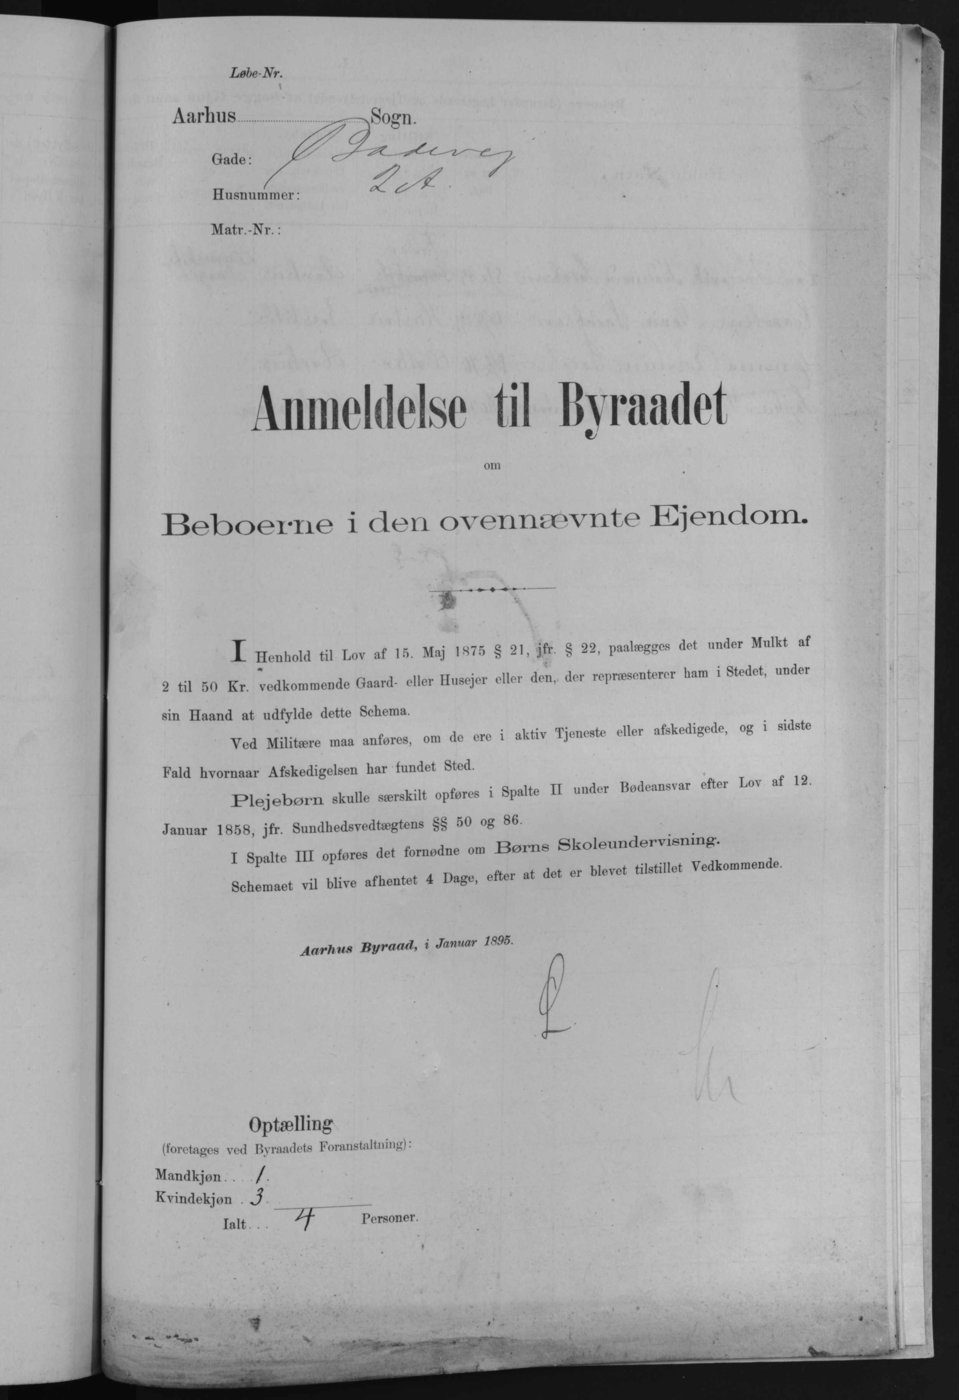 Løbe-Nr.
Aarhus Sogn.
Gade: Badevej
Husnummer: 2A.
Matr.-Nr.:
Anmeldelse til Byraadet
om
Beboerne i den ovennævnte Ejendom.
I Henhold til Lov af 15. Maj 1875 § 21, jfr. § 22, paalægges det under Mulkt af
2 til 50 Kr. vedkommende Gaard- eller Husejer eller den, der repræsenterer ham i Stedet, under
sin Haand at udfylde dette Schema.
Ved Militære maa anføres, om de ere i aktiv Tjeneste eller afskedigede, og i sidste
Fald hvornaar Afskedigelsen har fundet Sted.
Plejebørn skulle særskilt opføres i Spalte II under Bødeansvar efter Lov af 12.
Januar 1858, jfr. Sundhedsvedtægtens §§ 50 og 86.
I Spalte III opføres det fornødne om Børns Skoleundervisning.
Schemaet vil blive afhentet 4 Dage, efter at det er blevet tilstillet Vedkommende.
Aarhus Byraad, i Januar 1895.
Optælling
(foretages ved Byraadets Foranstaltning):
Mandkjøn . . 1.
Kvindekjøn . 3.
Ialt . . . 4 Personer.